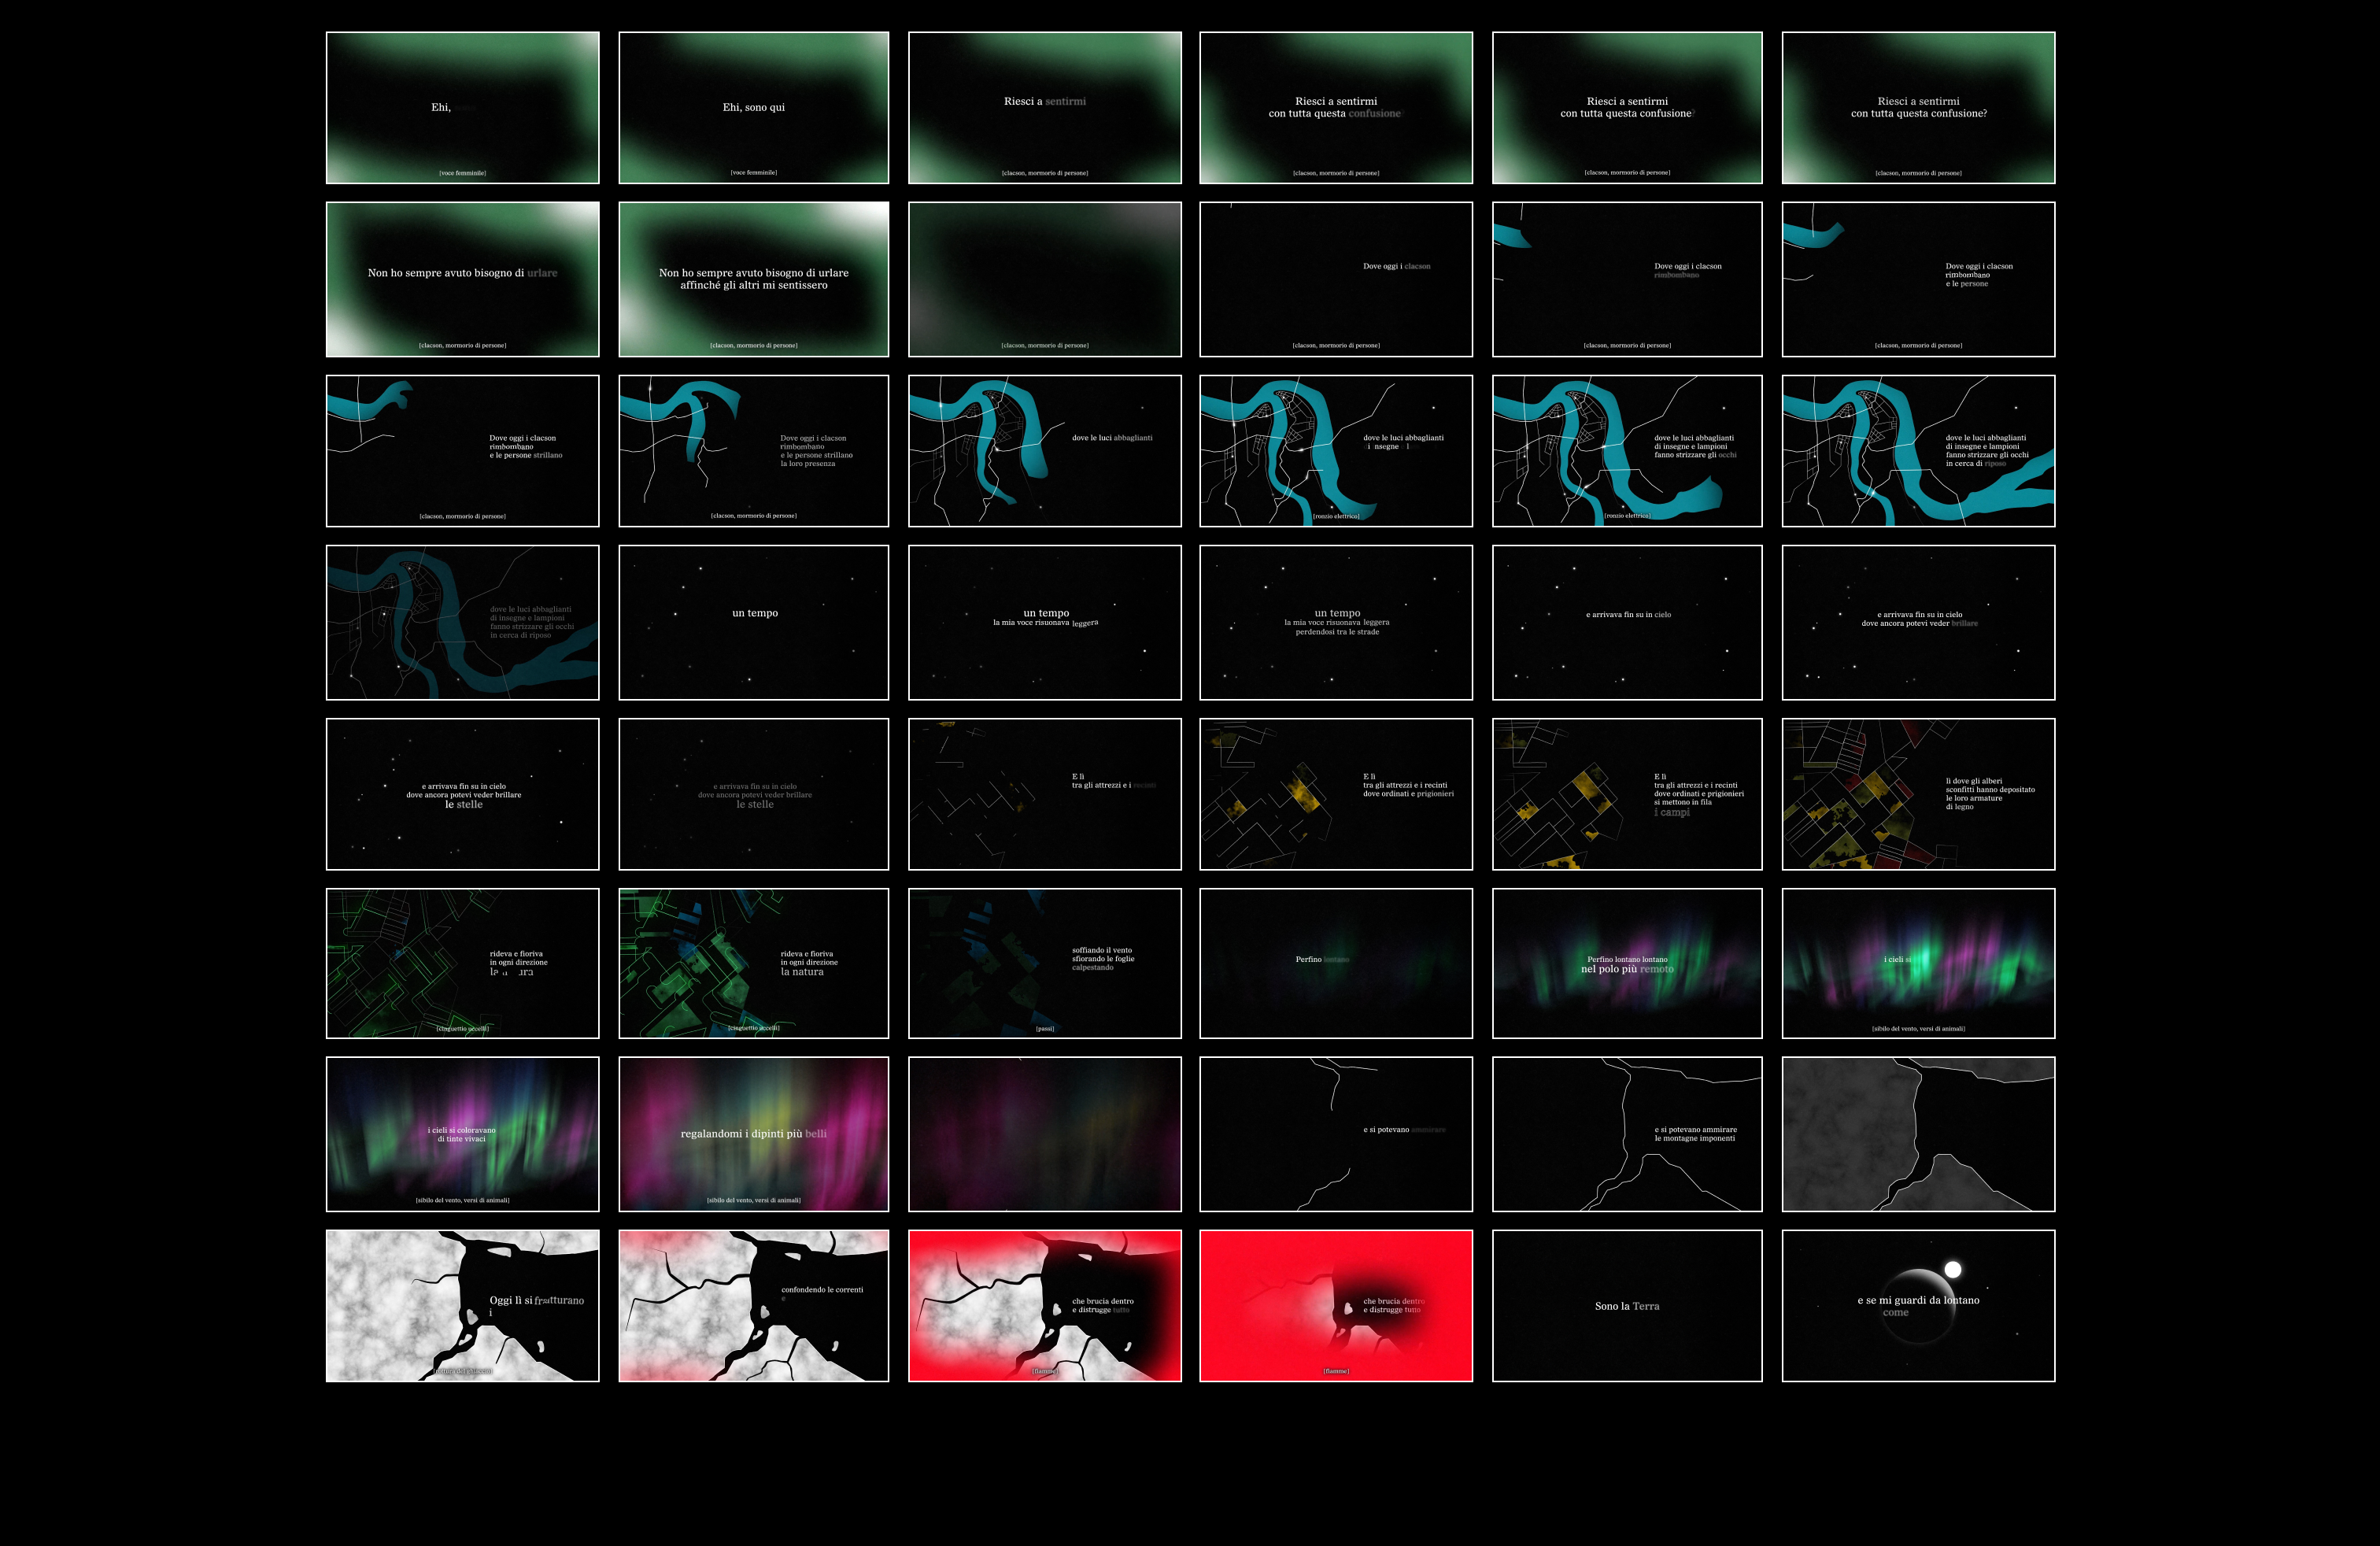 Ehi,
[voce femminile]
Ehi, sono qui
[voce femminile]
Riesci a sentirmi
[clacson, mormorio di persone]
Riesci a sentirmi
con tutta questa confusione?
[clacson, mormorio di persone]
Riesci a sentirmi
con tutta questa confusione?
[clacson, mormorio di persone]
Riesci a sentirmi
con tutta questa confusione?
[clacson, mormorio di persone]
Non ho sempre avuto bisogno di urlare
[clacson, mormorio di persone]
Non ho sempre avuto bisogno di urlare
affinché gli altri mi sentissero
[clacson, mormorio di persone]
[clacson, mormorio di persone]
Dove oggi i clacson
[clacson, mormorio di persone]
Dove oggi i clacson
rimbombano
[clacson, mormorio di persone]
Dove oggi i clacson
rimbombano
e le persone
[clacson, mormorio di persone]
Dove oggi i clacson
rimbombano
e le persone strillano
[clacson, mormorio di persone]
Dove oggi i clacson
rimbombano
e le persone strillano
la loro presenza
[clacson, mormorio di persone]
dove le luci abbaglianti
dove le luci abbaglianti
i nsegne l
[ronzio elettrico]
dove le luci abbaglianti
di insegne e lampioni
fanno strizzare gli occhi
[ronzio elettrico]
dove le luci abbaglianti
di insegne e lampioni
fanno strizzare gli occhi
in cerca di riposo
dove le luci abbaglianti
di insegne e lampioni
fanno strizzare gli occhi
in cerca di riposo
un tempo
un tempo
la mia voce risuonava leggera
un tempo
la mia voce risuonava leggera
perdendosi tra le strade
e arrivava fin su in cielo
e arrivava fin su in cielo
dove ancora potevi veder brillare
e arrivava fin su in cielo
dove ancora potevi veder brillare
le stelle
e arrivava fin su in cielo
dove ancora potevi veder brillare
le stelle
E lì
tra gli attrezzi e i recinti
E lì
tra gli attrezzi e i recinti
dove ordinati e prigionieri
E lì
tra gli attrezzi e i recinti
dove ordinati e prigionieri
si mettono in fila
i campi
lì dove gli alberi
sconfitti hanno depositato
le loro armature
di legno
rideva e fioriva
in ogni direzione
la ura
[cinguettio uccelli]
rideva e fioriva
in ogni direzione
la natura
[cinguettio uccelli]
soffiando il vento
sfiorando le foglie
calpestando
[passi]
Perfino lontano
Perfino lontano lontano
nel polo più remoto
i cieli si
[sibilo del vento, versi di animali]
i cieli si coloravano
di tinte vivaci
[sibilo del vento, versi di animali]
regalandomi i dipinti più belli
[sibilo del vento, versi di animali]
e si potevano ammirare
e si potevano ammirare
le montagne imponenti
Oggi lì si fratturano
i
confondendo le correnti
e
che brucia dentro
e distrugge tutto
[fiamme]
che brucia dentro
e distrugge tutto
[fiamme]
Sono la Terra
e se mi guardi da lontano
come